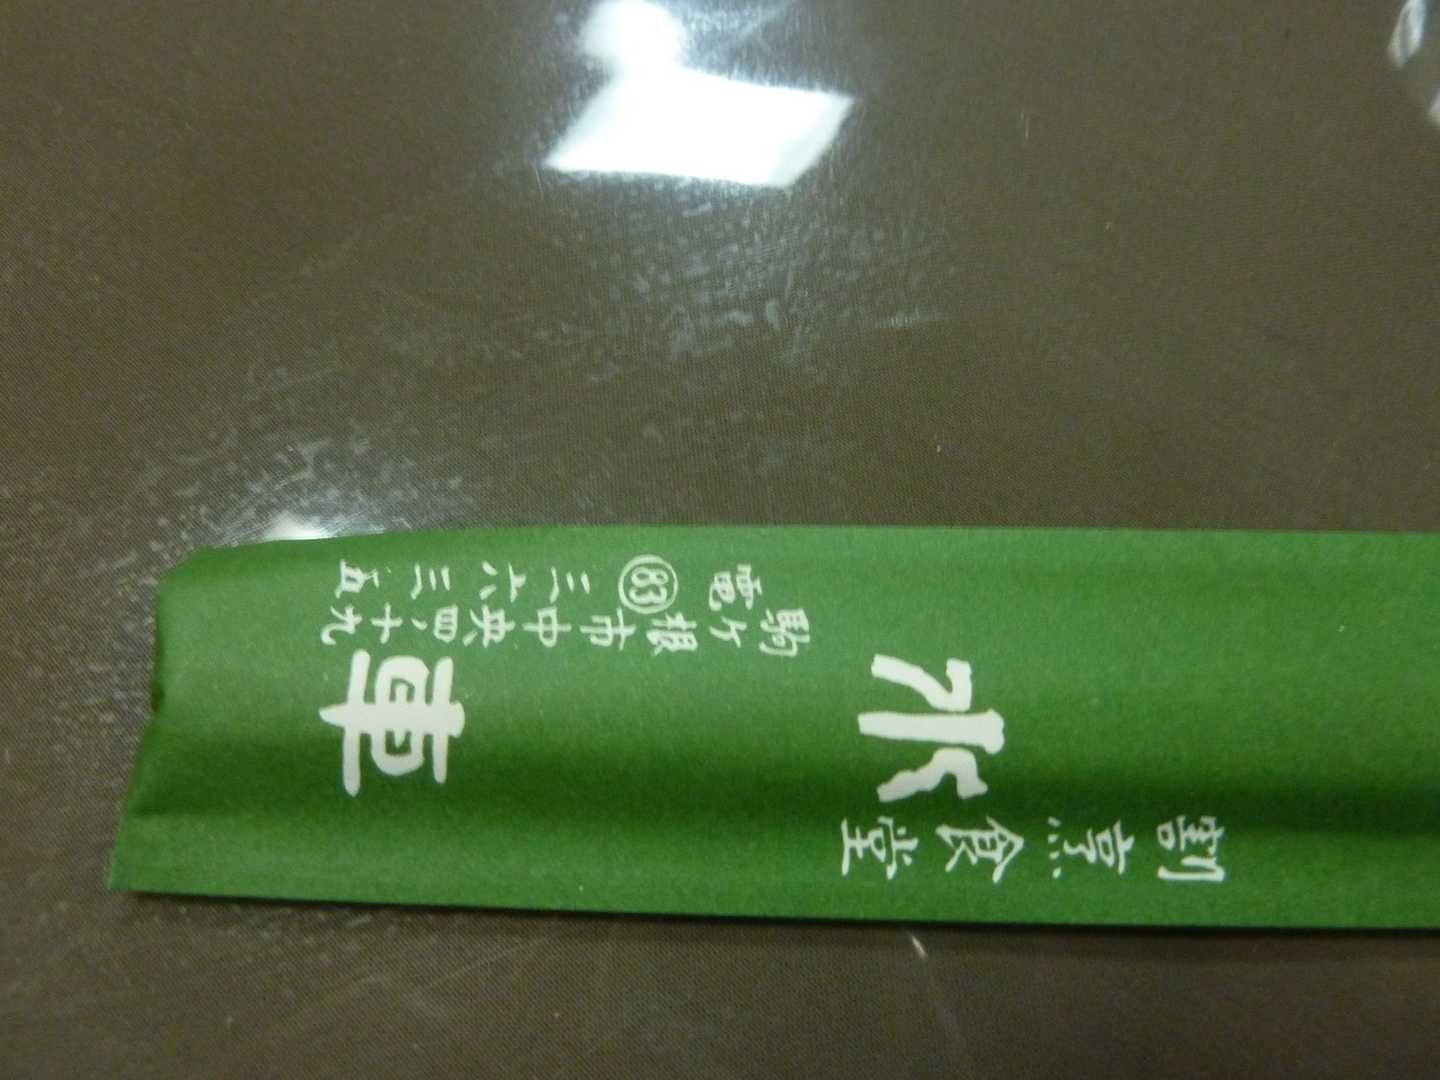 割烹食堂
水車
駒ヶ根市中央四-十九
電83三六三五